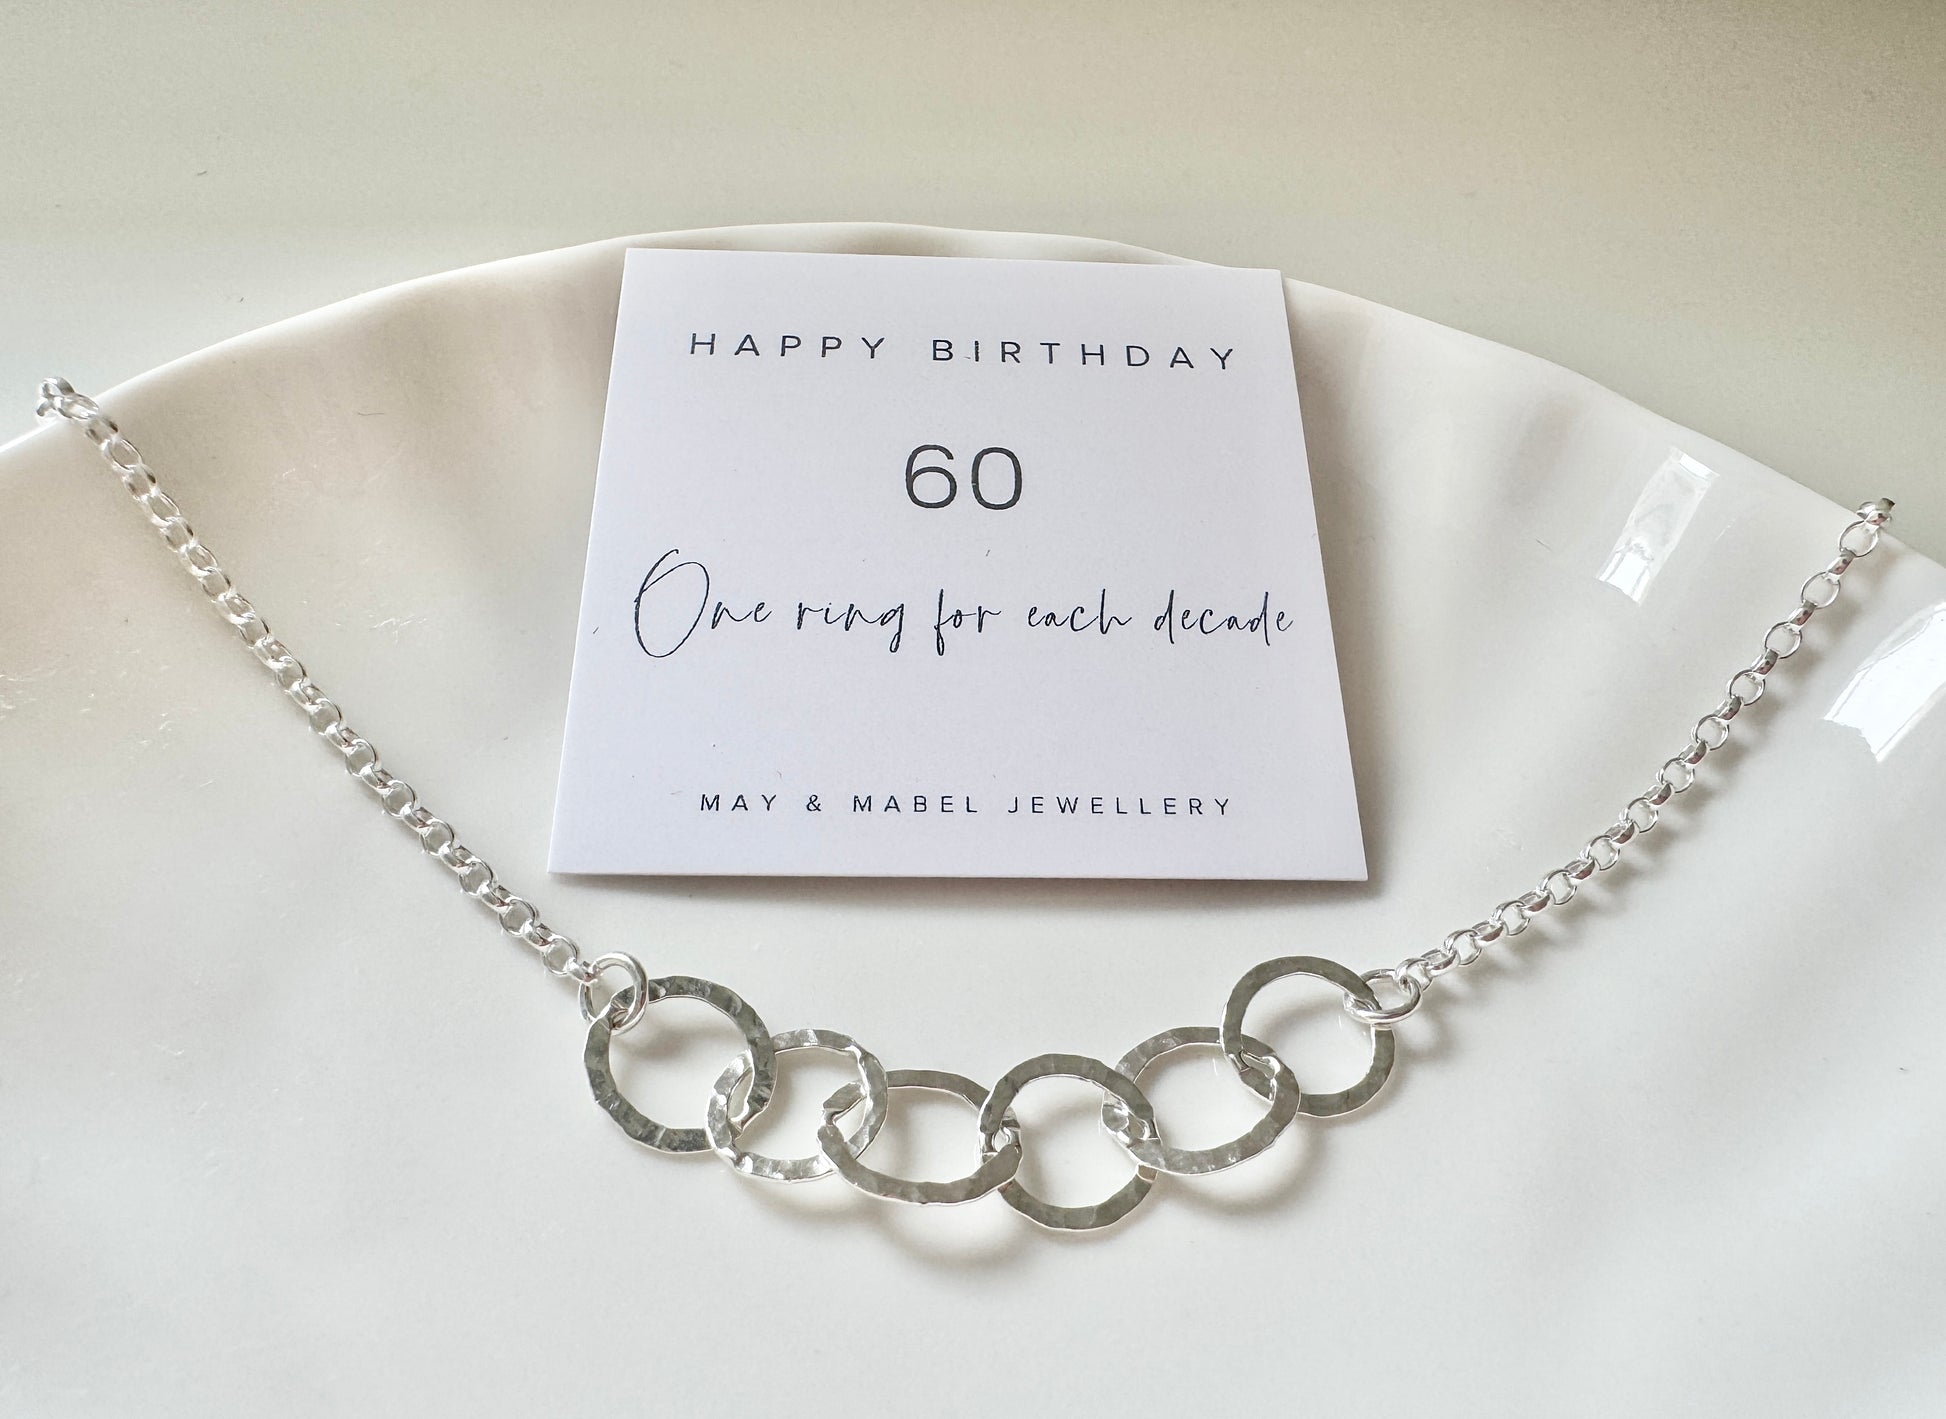 HAPPY BIRTHDAY
60
One ring for each decade
MAY & MABEL JEWELLERY